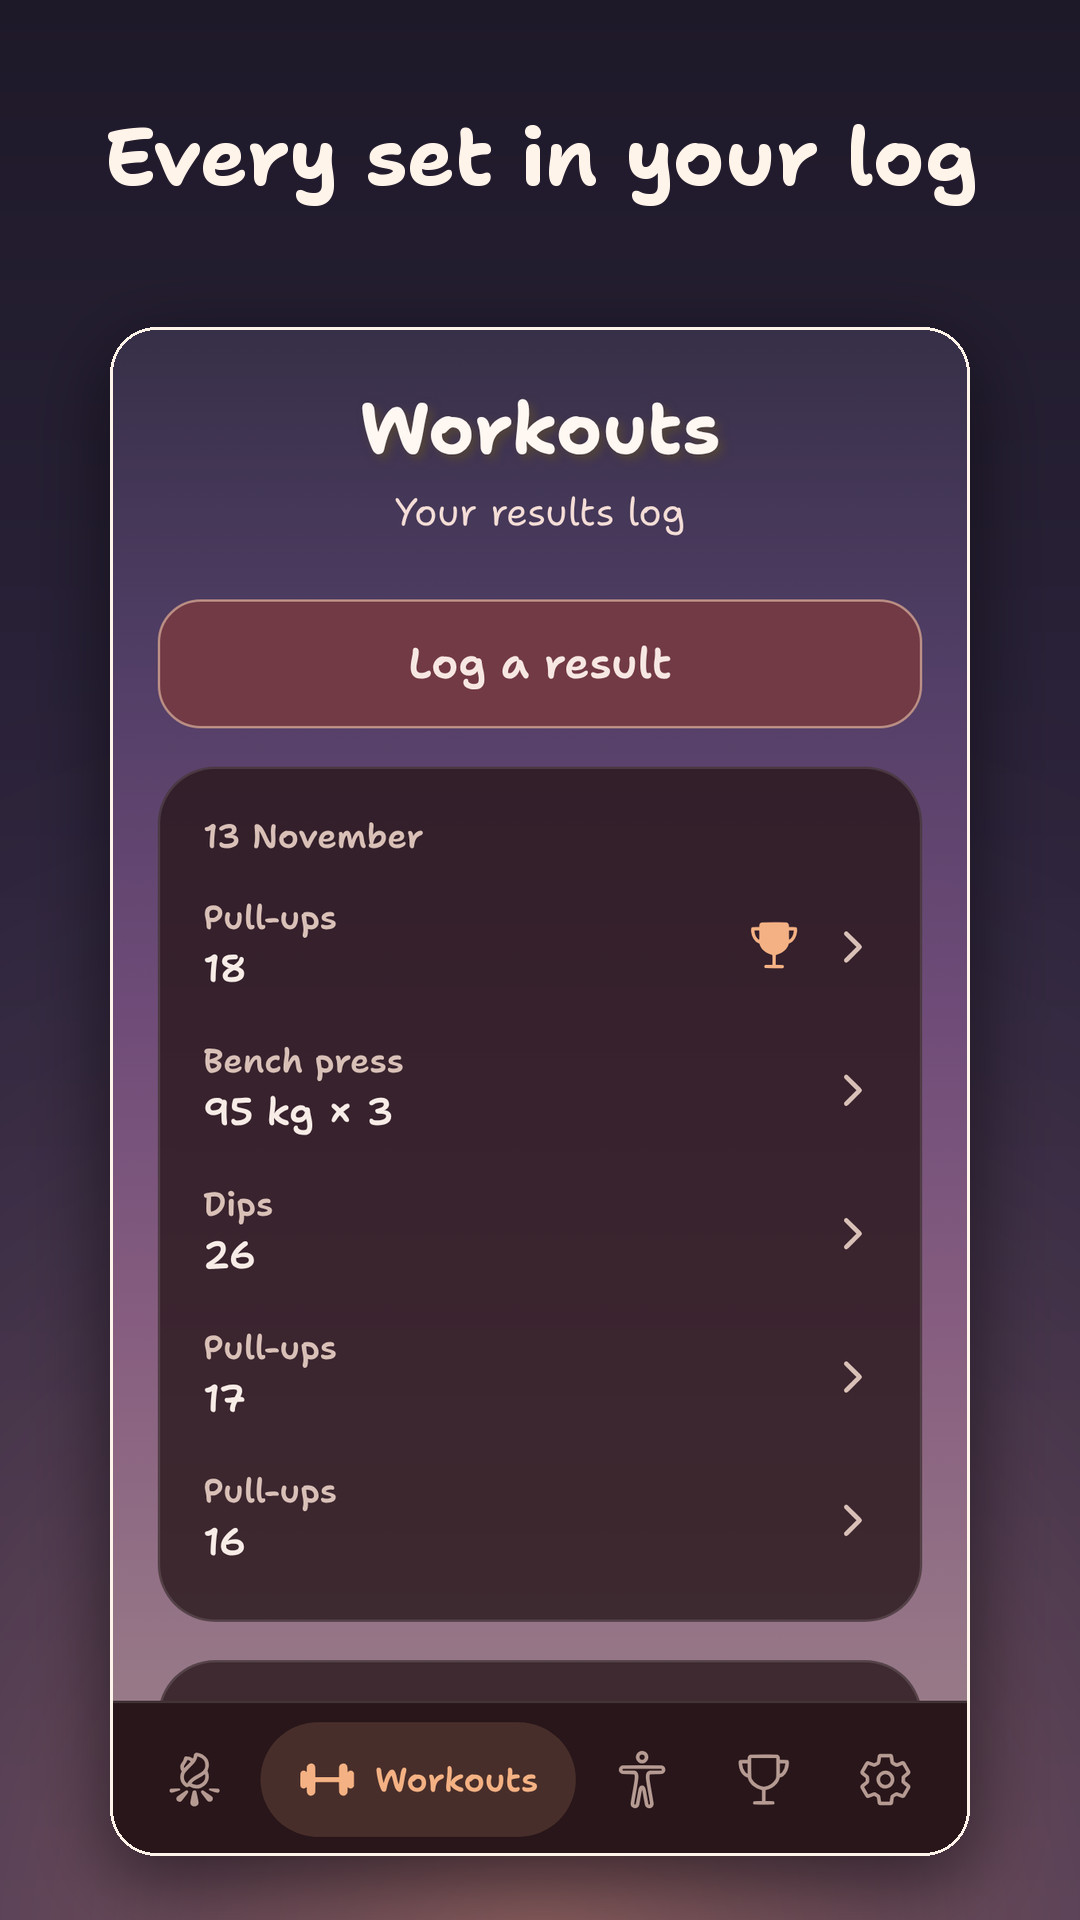 Every set in your log
Workouts
Your results log
Log a result
13 November
Pull-ups
18
Bench press
95 kg × 3
Dips
26
Pull-ups
17
Pull-ups
16
Workouts